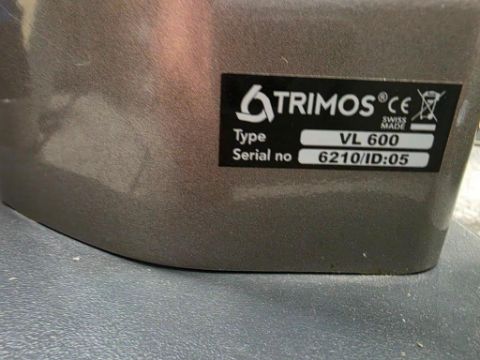 TRIMOS® CE
SWISS MADE
Type VL 600
Serial no 6210/ID:05